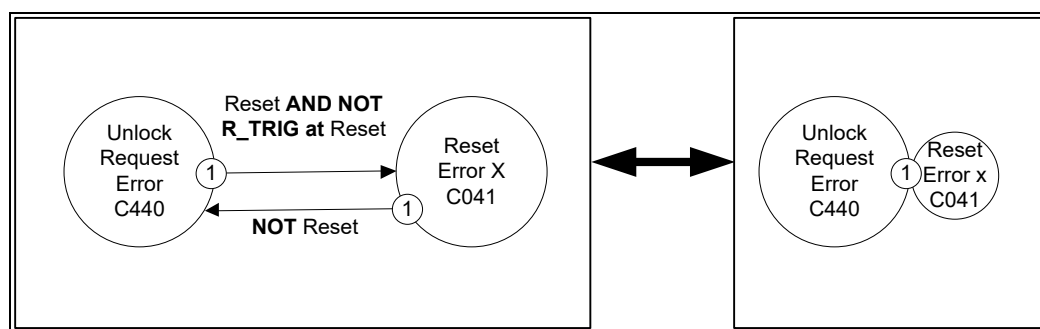 Unlock
Request
Error
C440
1
Reset AND NOT
R_TRIG at Reset
NOT Reset
1
Reset
Error X
C041
Unlock
Request
Error
C440
1
Reset
Error x
C041